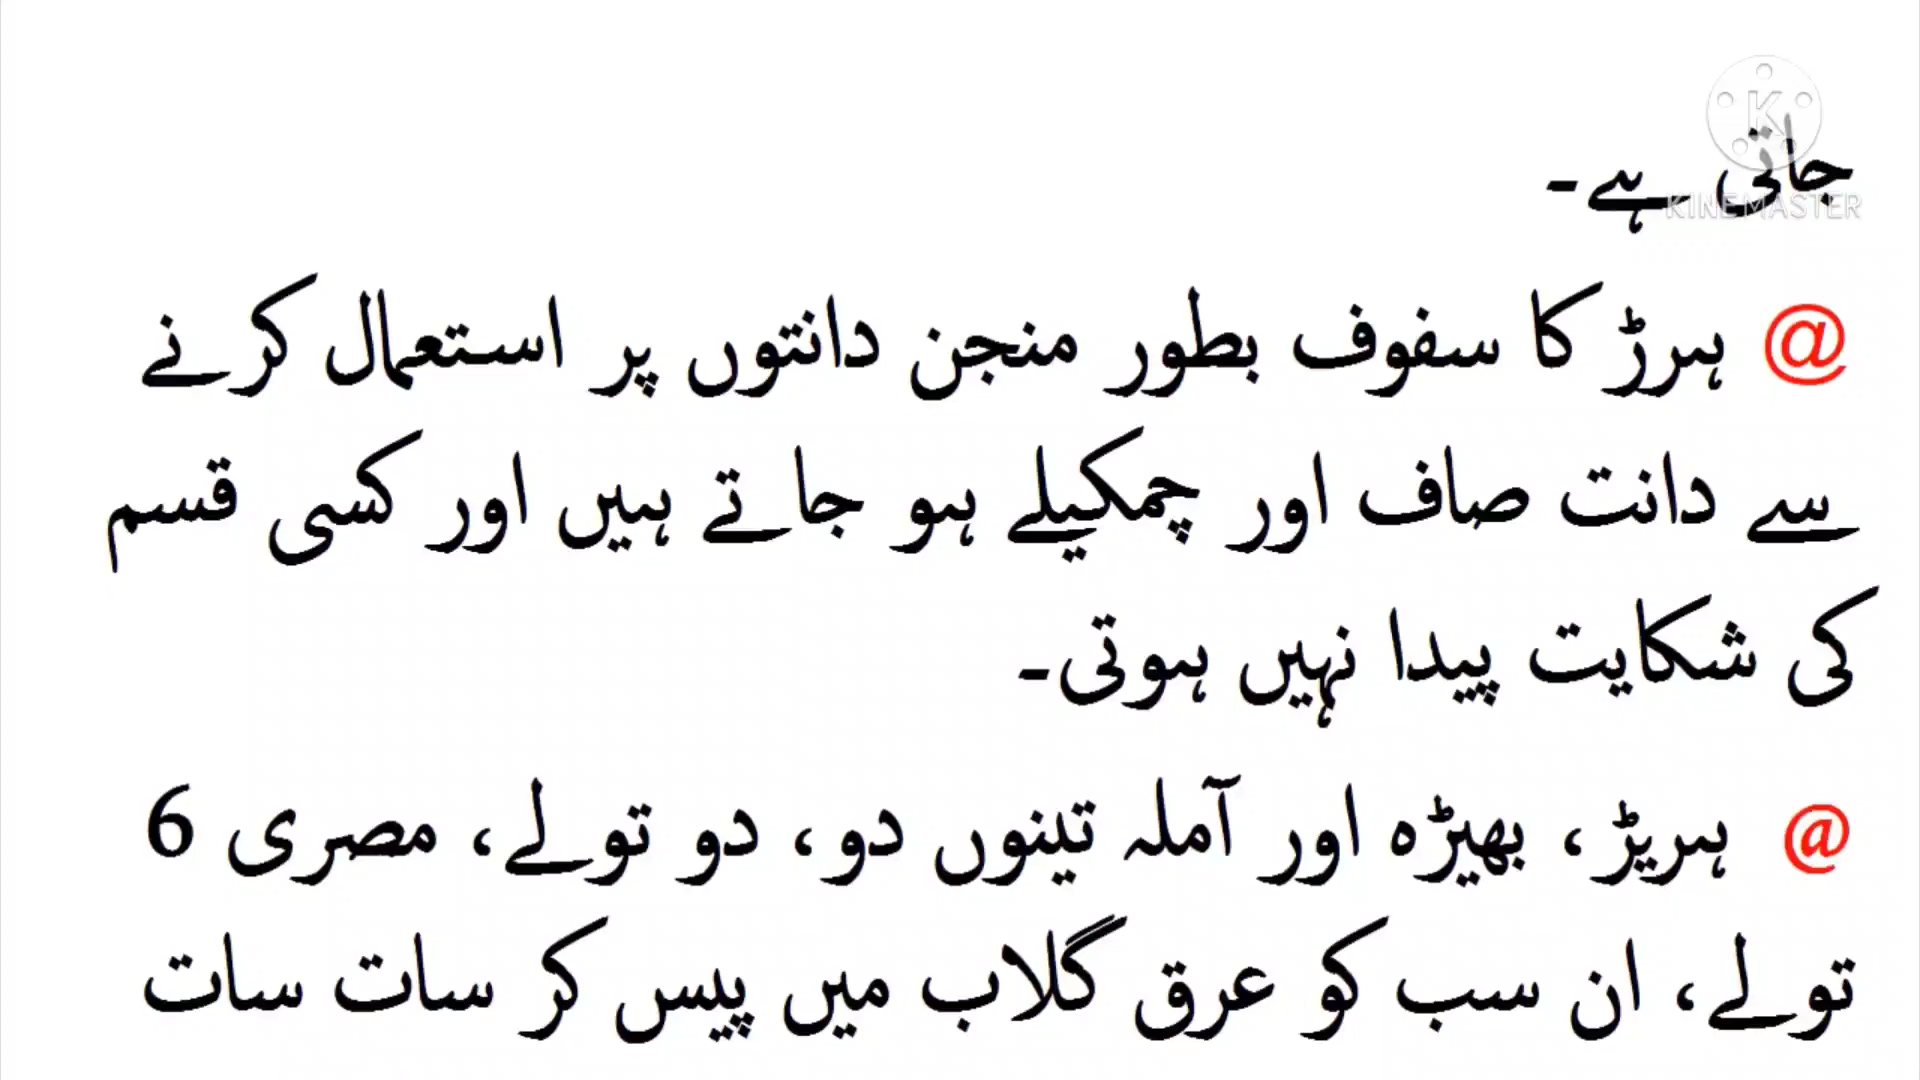 جاتی ہے۔
KINEMASTER
@ ہرڑ کا سفوف بطور منجن دانتوں پر استعمال کرنے
سے دانت صاف اور چمکیلے ہو جاتے ہیں اور کسی قسم
کی شکایت پیدا نہیں ہوتی۔
@ ہریڑ، بھیڑہ اور آملہ تینوں دو، دو تولے، مصری 6
تولے، ان سب کو عرق گلاب میں پیس کر سات سات